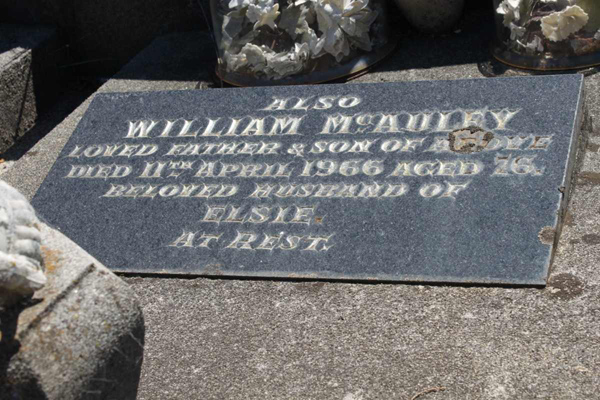 ALSO
WILLIAM McAULEY
LOVED FATHER & SON OF ABOVE
DIED 11TH APRIL 1966 AGED 76.
BELOVED HUSBAND OF
ELSIE.
AT REST.